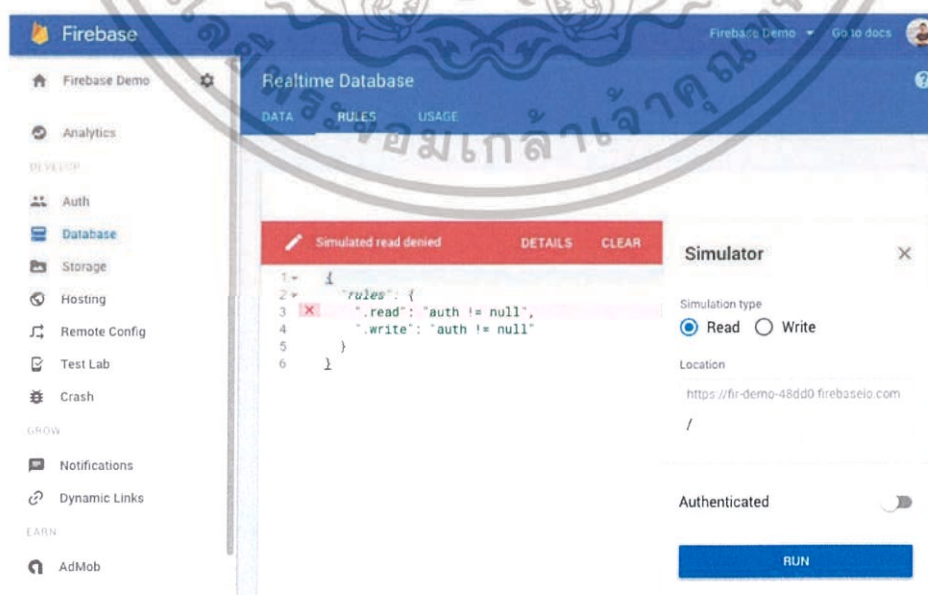 Firebase
Firebase Demo
Go to docs
Firebase Demo
Analytics
DEVELOP
Auth
Database
Storage
Hosting
Remote Config
Test Lab
Crash
GROW
Notifications
Dynamic Links
EARN
AdMob
Realtime Database
DATA RULES USAGE
Simulated read denied DETAILS CLEAR
1 {
2 "rules": {
3 ".read": "auth != null",
4 ".write": "auth != null"
5 }
6 }
Simulator
Simulation type
Read Write
Location
https://fir-demo-48dd0.firebaseio.com
/
Authenticated
RUN